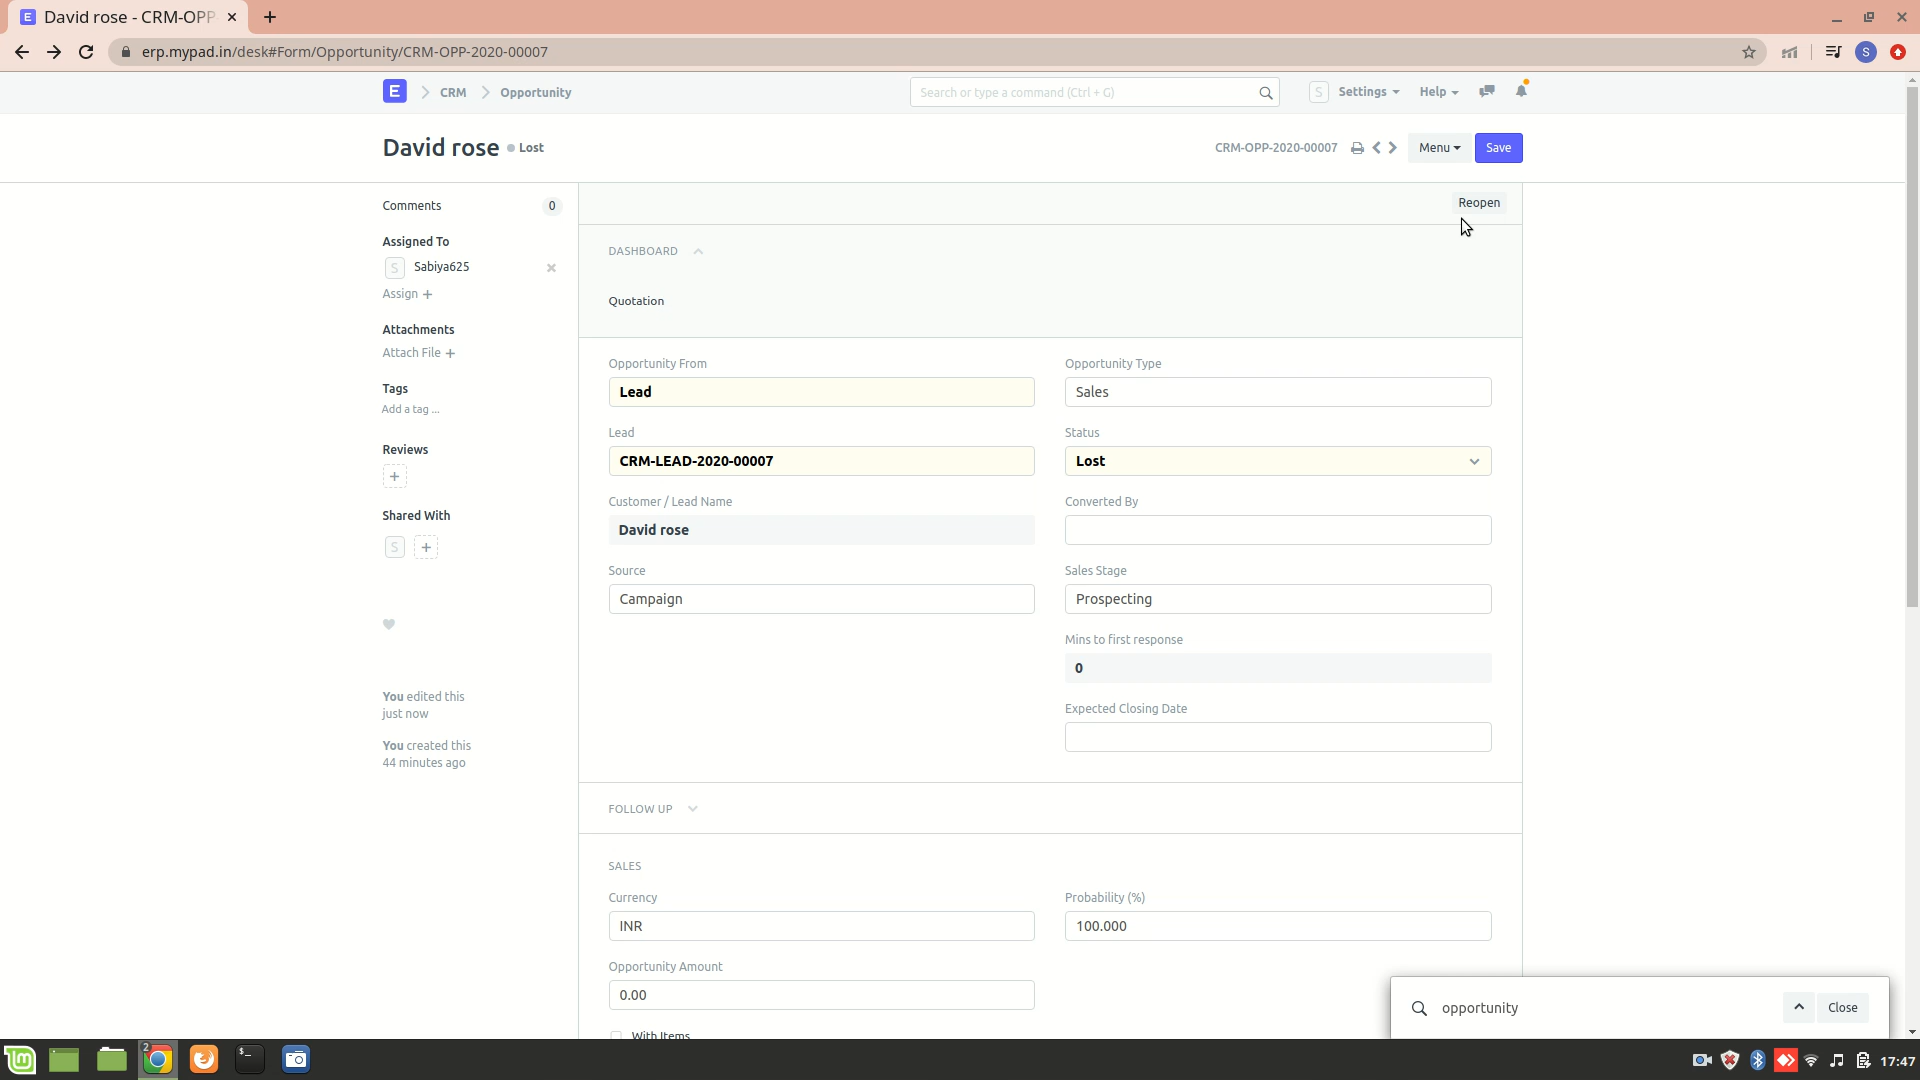 David rose - CRM-OPP
erp.mypad.in/desk#Form/Opportunity/CRM-OPP-2020-00007
S
E
CRM
Opportunity
Search or type a command (Ctrl + G)
S
Settings
Help
David rose
Lost
CRM-OPP-2020-00007
Menu
Save
Comments
0
Reopen
Assigned To
S
Sabiya625
Assign
DASHBOARD
Quotation
Attachments
Attach File
Tags
Add a tag ...
Reviews
Shared With
S
You edited this
just now
You created this
44 minutes ago
Opportunity From
Lead
Lead
CRM-LEAD-2020-00007
Customer / Lead Name
David rose
Source
Campaign
Opportunity Type
Sales
Status
Lost
Converted By
Sales Stage
Prospecting
Mins to first response
0
Expected Closing Date
FOLLOW UP
SALES
Currency
INR
Probability (%)
100.000
Opportunity Amount
0.00
With Items
opportunity
Close
2
17:47